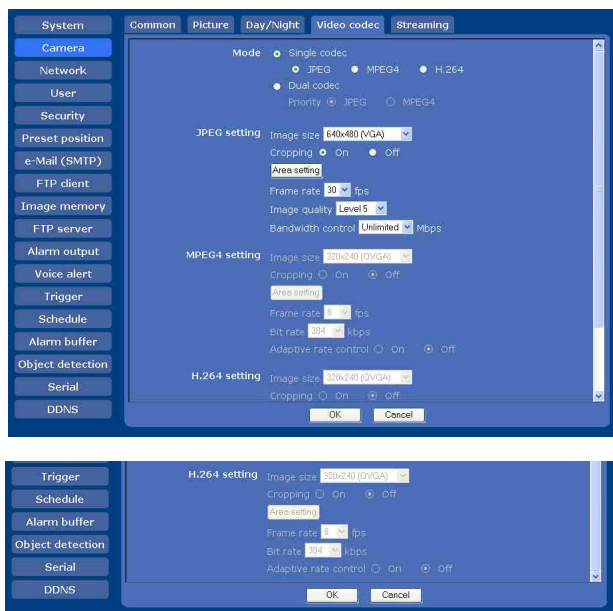 System
Camera
Network
User
Security
Preset position
e-Mail (SMTP)
FTP client
Image memory
FTP server
Alarm output
Voice alert
Trigger
Schedule
Alarm buffer
Object detection
Serial
DDNS
Common Picture Day/Night Video codec Streaming
Mode Single codec
JPEG MPEG4 H.264
Dual codec
Priority JPEG MPEG4
JPEG setting Image size 640x480 (VGA)
Cropping On Off
Area setting
Frame rate 30 fps
Image quality Level 5
Bandwidth control Unlimited Mbps
MPEG4 setting Image size 320x240 (QVGA)
Cropping On Off
Area setting
Frame rate 8 fps
Bit rate 384 kbps
Adaptive rate control On Off
H.264 setting Image size 320x240 (QVGA)
Cropping On Off
OK Cancel
Trigger
Schedule
Alarm buffer
Object detection
Serial
DDNS
H.264 setting Image size 320x240 (QVGA)
Cropping On Off
Area setting
Frame rate 8 fps
Bit rate 384 kbps
Adaptive rate control On Off
OK Cancel